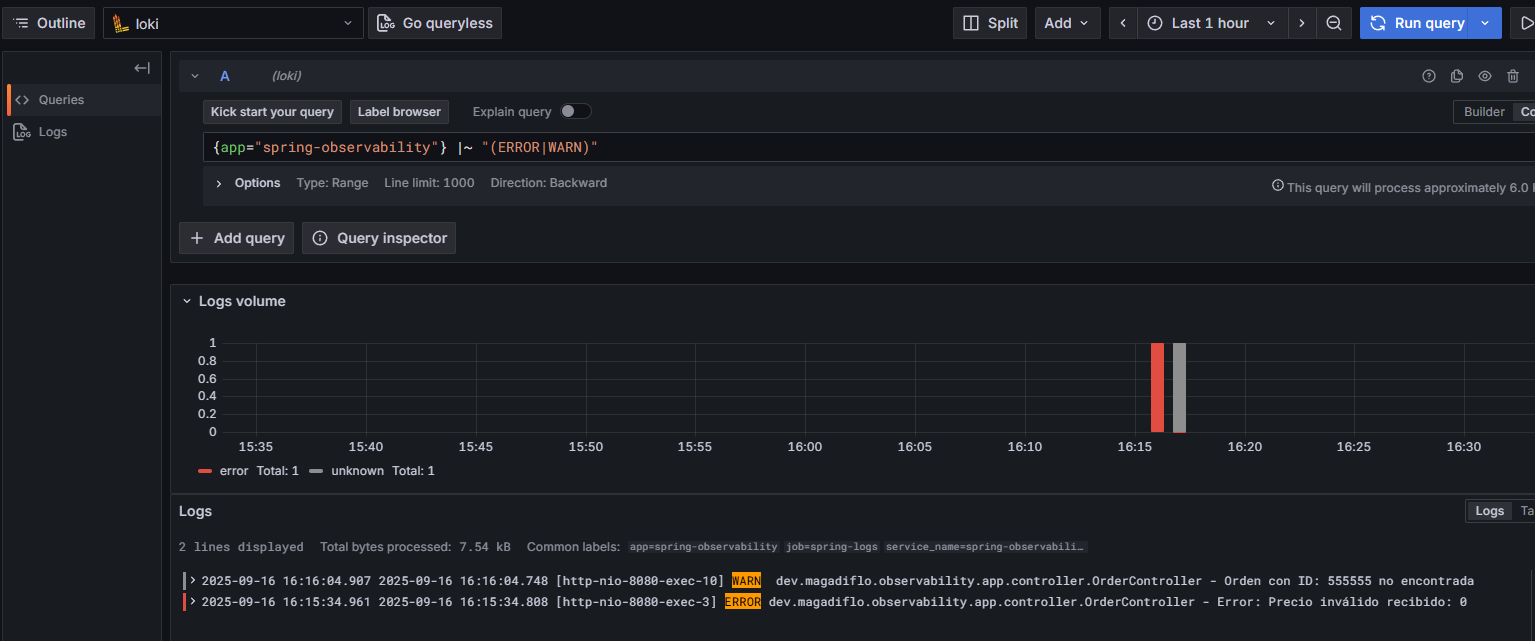 Outline loki LOG Go queryless Split Add Last 1 hour Run query
A (loki)
Queries
Kick start your query Label browser Explain query Builder Co
LOG Logs
{app="spring-observability"} |~ "(ERROR|WARN)"
Options Type: Range Line limit: 1000 Direction: Backward This query will process approximately 6.0
+ Add query Query inspector
Logs volume
1
0.8
0.6
0.4
0.2
0
15:35 15:40 15:45 15:50 15:55 16:00 16:05 16:10 16:15 16:20 16:25 16:30
error Total: 1 unknown Total: 1
Logs Logs Ta
2 lines displayed Total bytes processed: 7.54 kB Common labels: app=spring-observability job=spring-logs service_name=spring-observabili…
2025-09-16 16:16:04.907 2025-09-16 16:16:04.748 [http-nio-8080-exec-10] WARN dev.magadiflo.observability.app.controller.OrderController - Orden con ID: 555555 no encontrada
2025-09-16 16:15:34.961 2025-09-16 16:15:34.808 [http-nio-8080-exec-3] ERROR dev.magadiflo.observability.app.controller.OrderController - Error: Precio inválido recibido: 0